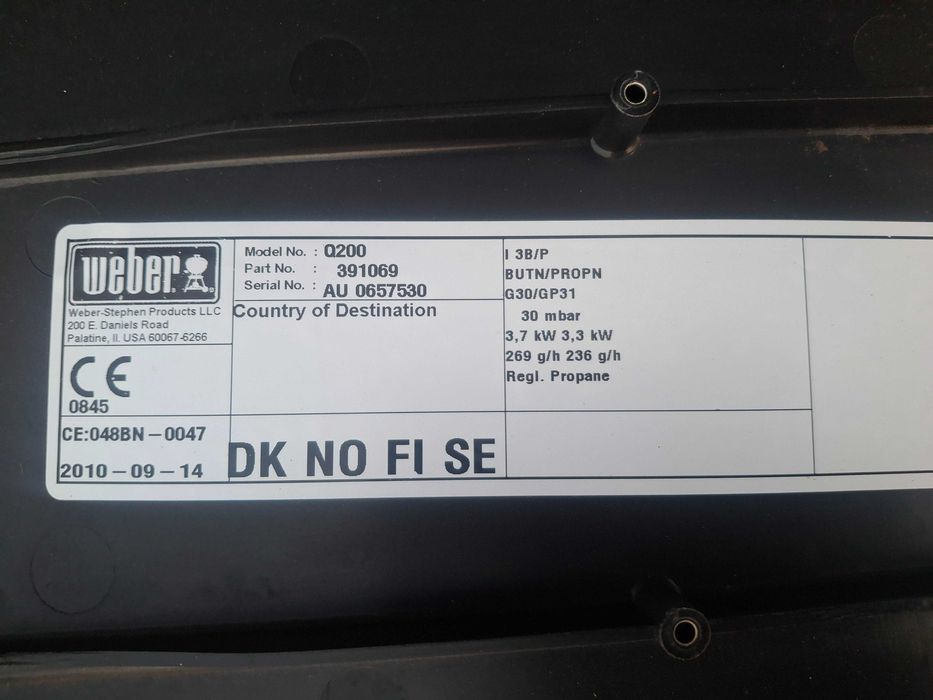 weber
Weber-Stephen Products LLC
200 E. Daniels Road
Palatine, Il. USA 60067-6266
CE
0845
CE:048BN-0047
2010-09-14
Model No. : Q200
Part No. : 391069
Serial No. : AU 0657530
Country of Destination
DK NO FI SE
I 3B/P
BUTN/PROPN
G30/GP31
30 mbar
3,7 kW 3,3 kW
269 g/h 236 g/h
Regl. Propane